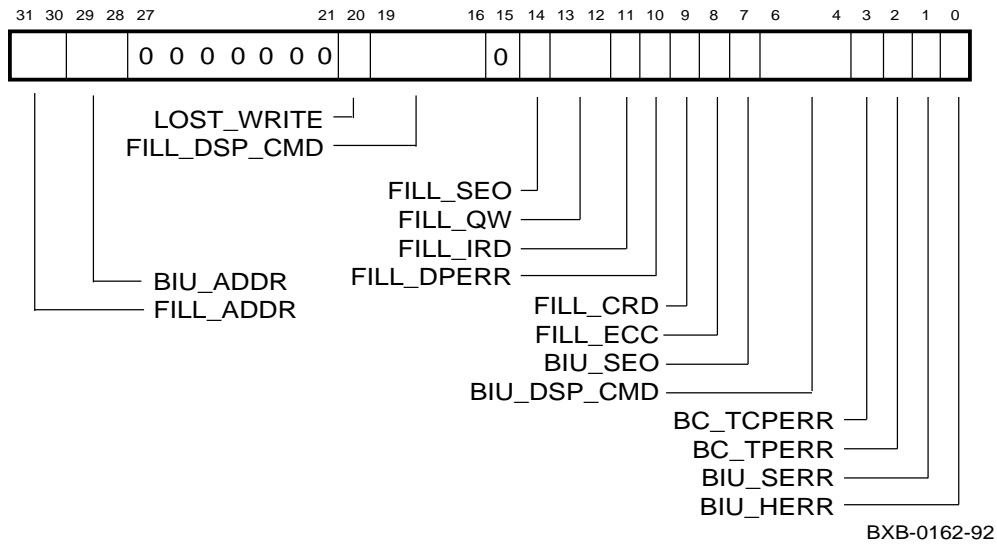 31 30 29 28 27 21 20 19 16 15 14 13 12 11 10 9 8 7 6 4 3 2 1 0
0 0 0 0 0 0 0 0
LOST_WRITE
FILL_DSP_CMD
FILL_SEO
FILL_QW
FILL_IRD
FILL_DPERR
BIU_ADDR
FILL_ADDR
FILL_CRD
FILL_ECC
BIU_SEO
BIU_DSP_CMD
BC_TCPERR
BC_TPERR
BIU_SERR
BIU_HERR
BXB-0162-92